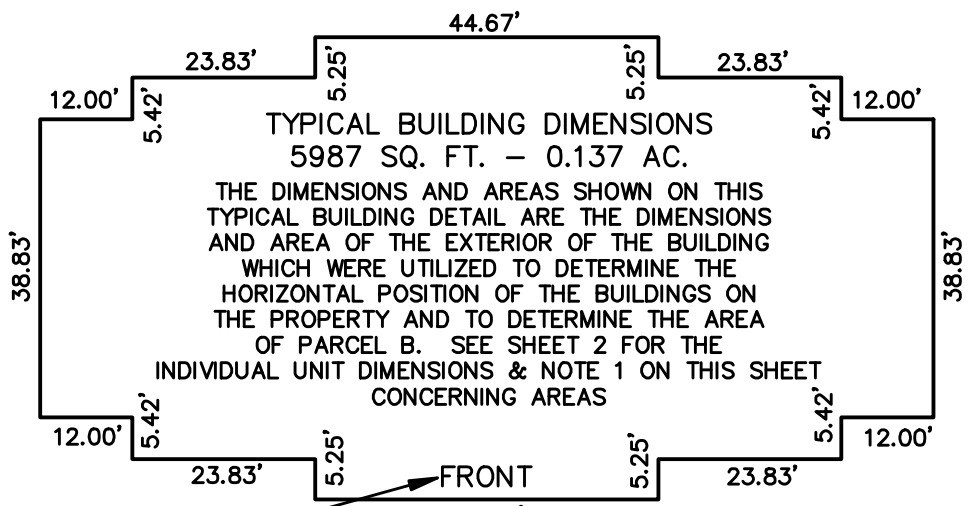 44.67'
23.83' 23.83'
5.25' 5.25'
12.00' 12.00'
5.42' 5.42'
TYPICAL BUILDING DIMENSIONS
5987 SQ. FT. – 0.137 AC.
THE DIMENSIONS AND AREAS SHOWN ON THIS
TYPICAL BUILDING DETAIL ARE THE DIMENSIONS
AND AREA OF THE EXTERIOR OF THE BUILDING
WHICH WERE UTILIZED TO DETERMINE THE
HORIZONTAL POSITION OF THE BUILDINGS ON
THE PROPERTY AND TO DETERMINE THE AREA
OF PARCEL B. SEE SHEET 2 FOR THE
INDIVIDUAL UNIT DIMENSIONS & NOTE 1 ON THIS SHEET
CONCERNING AREAS
38.83' 38.83'
5.42' 5.42'
12.00' 12.00'
5.25' 5.25'
23.83' 23.83'
FRONT